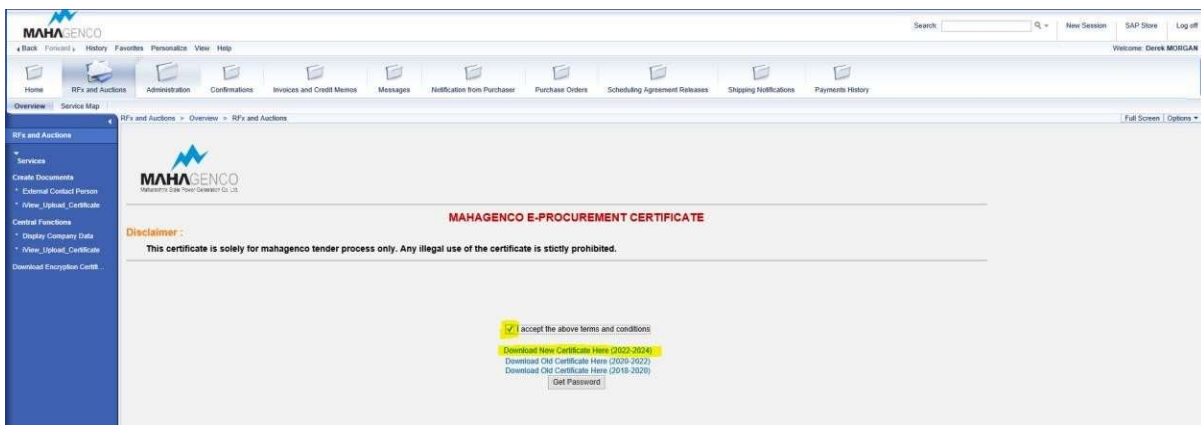 MAHAGENCO
Search:
New Session
SAP Store
Log off
Back Forward History Favorites Personalize View Help
Welcome: Derek MORGAN
Home
RFx and Auctions
Administration
Confirmations
Invoices and Credit Memos
Messages
Notification from Purchaser
Purchase Orders
Scheduling Agreement Releases
Shipping Notifications
Payments History
Overview Service Map
RFx and Auctions > Overview > RFx and Auctions
Full Screen Options
RFx and Auctions
Services
Create Documents
External Contact Person
iView_Upload_Certificate
Central Functions
Display Company Data
iView_Upload_Certificate
Download Encryption Certifi...
MAHAGENCO
Maharashtra State Power Generation Co. Ltd.
MAHAGENCO E-PROCUREMENT CERTIFICATE
Disclaimer :
This certificate is solely for mahagenco tender process only. Any illegal use of the certificate is stictly prohibited.
I accept the above terms and conditions
Download New Certificate Here (2022-2024)
Download Old Certificate Here (2020-2022)
Download Old Certificate Here (2018-2020)
Get Password